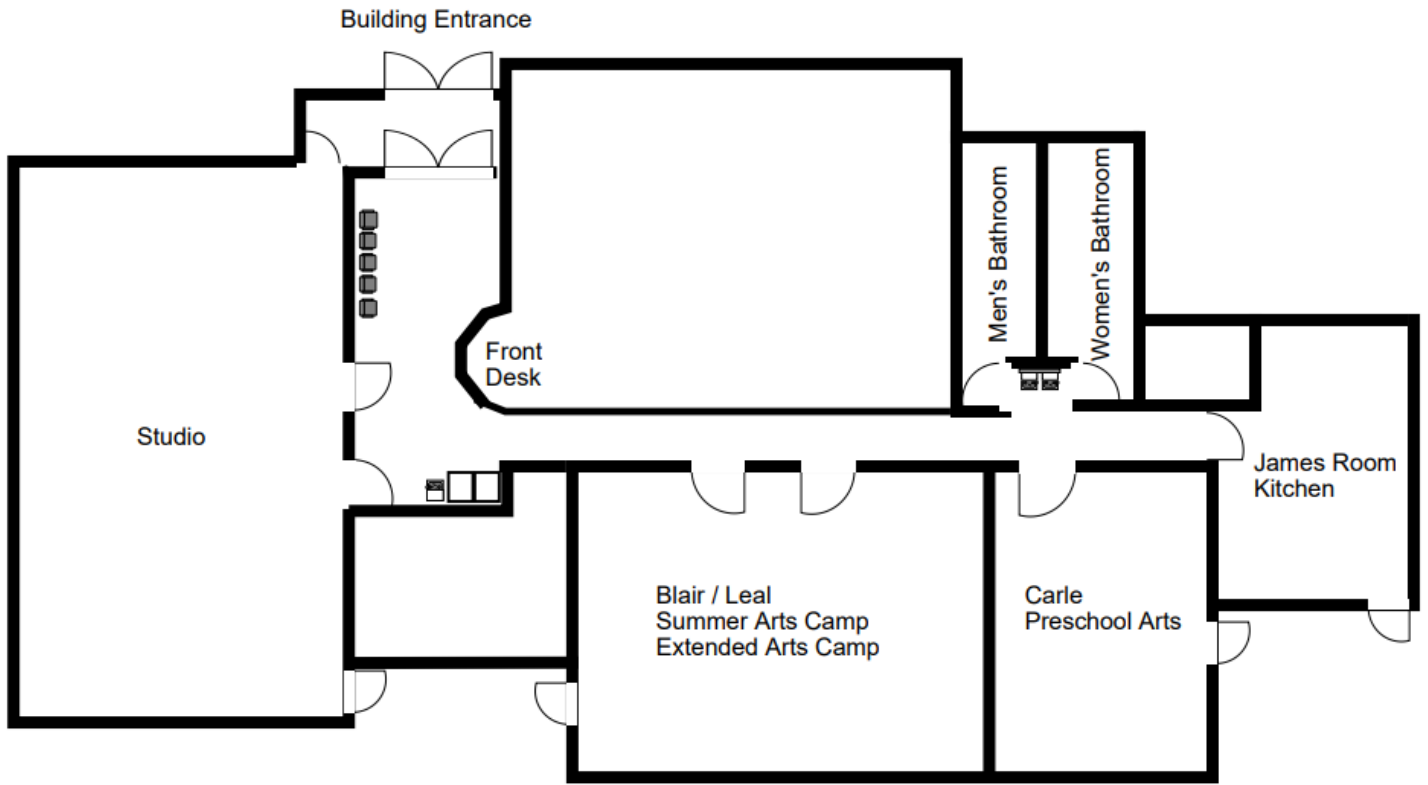 Building Entrance
Men's Bathroom
Women's Bathroom
Front
Desk
Studio
James Room
Kitchen
Blair / Leal
Summer Arts Camp
Extended Arts Camp
Carle
Preschool Arts